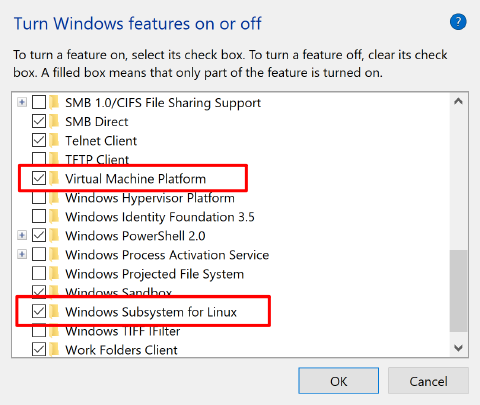 Turn Windows features on or off
?
To turn a feature on, select its check box. To turn a feature off, clear its check
box. A filled box means that only part of the feature is turned on.
SMB 1.0/CIFS File Sharing Support
SMB Direct
Telnet Client
TFTP Client
Virtual Machine Platform
Windows Hypervisor Platform
Windows Identity Foundation 3.5
Windows PowerShell 2.0
Windows Process Activation Service
Windows Projected File System
Windows Sandbox
Windows Subsystem for Linux
Windows TIFF IFilter
Work Folders Client
OK Cancel